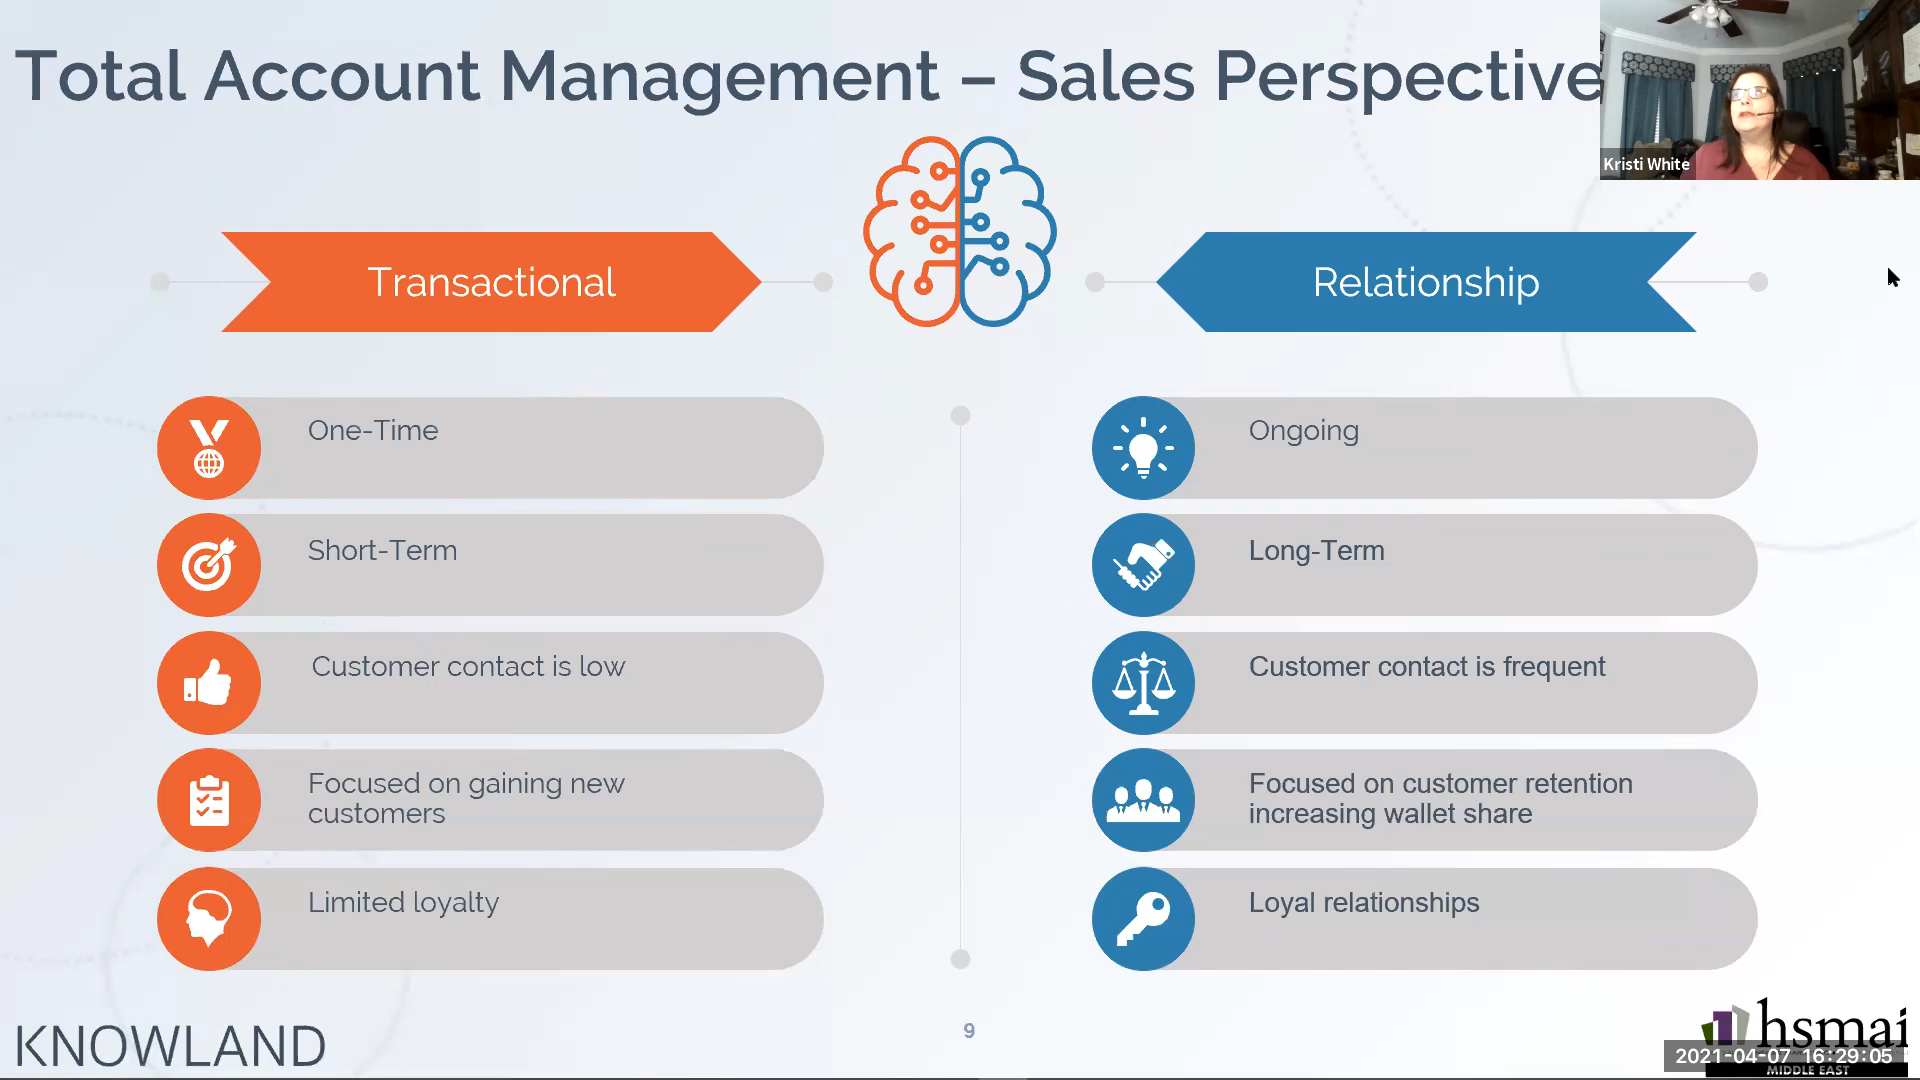 Total Account Management – Sales Perspective
Kristi White
Transactional
Relationship
One-Time
Short-Term
Customer contact is low
Focused on gaining new
customers
Limited loyalty
Ongoing
Long-Term
Customer contact is frequent
Focused on customer retention
increasing wallet share
Loyal relationships
KNOWLAND
9
hsmai
2021-04-07 16:29:05
MIDDLE EAST